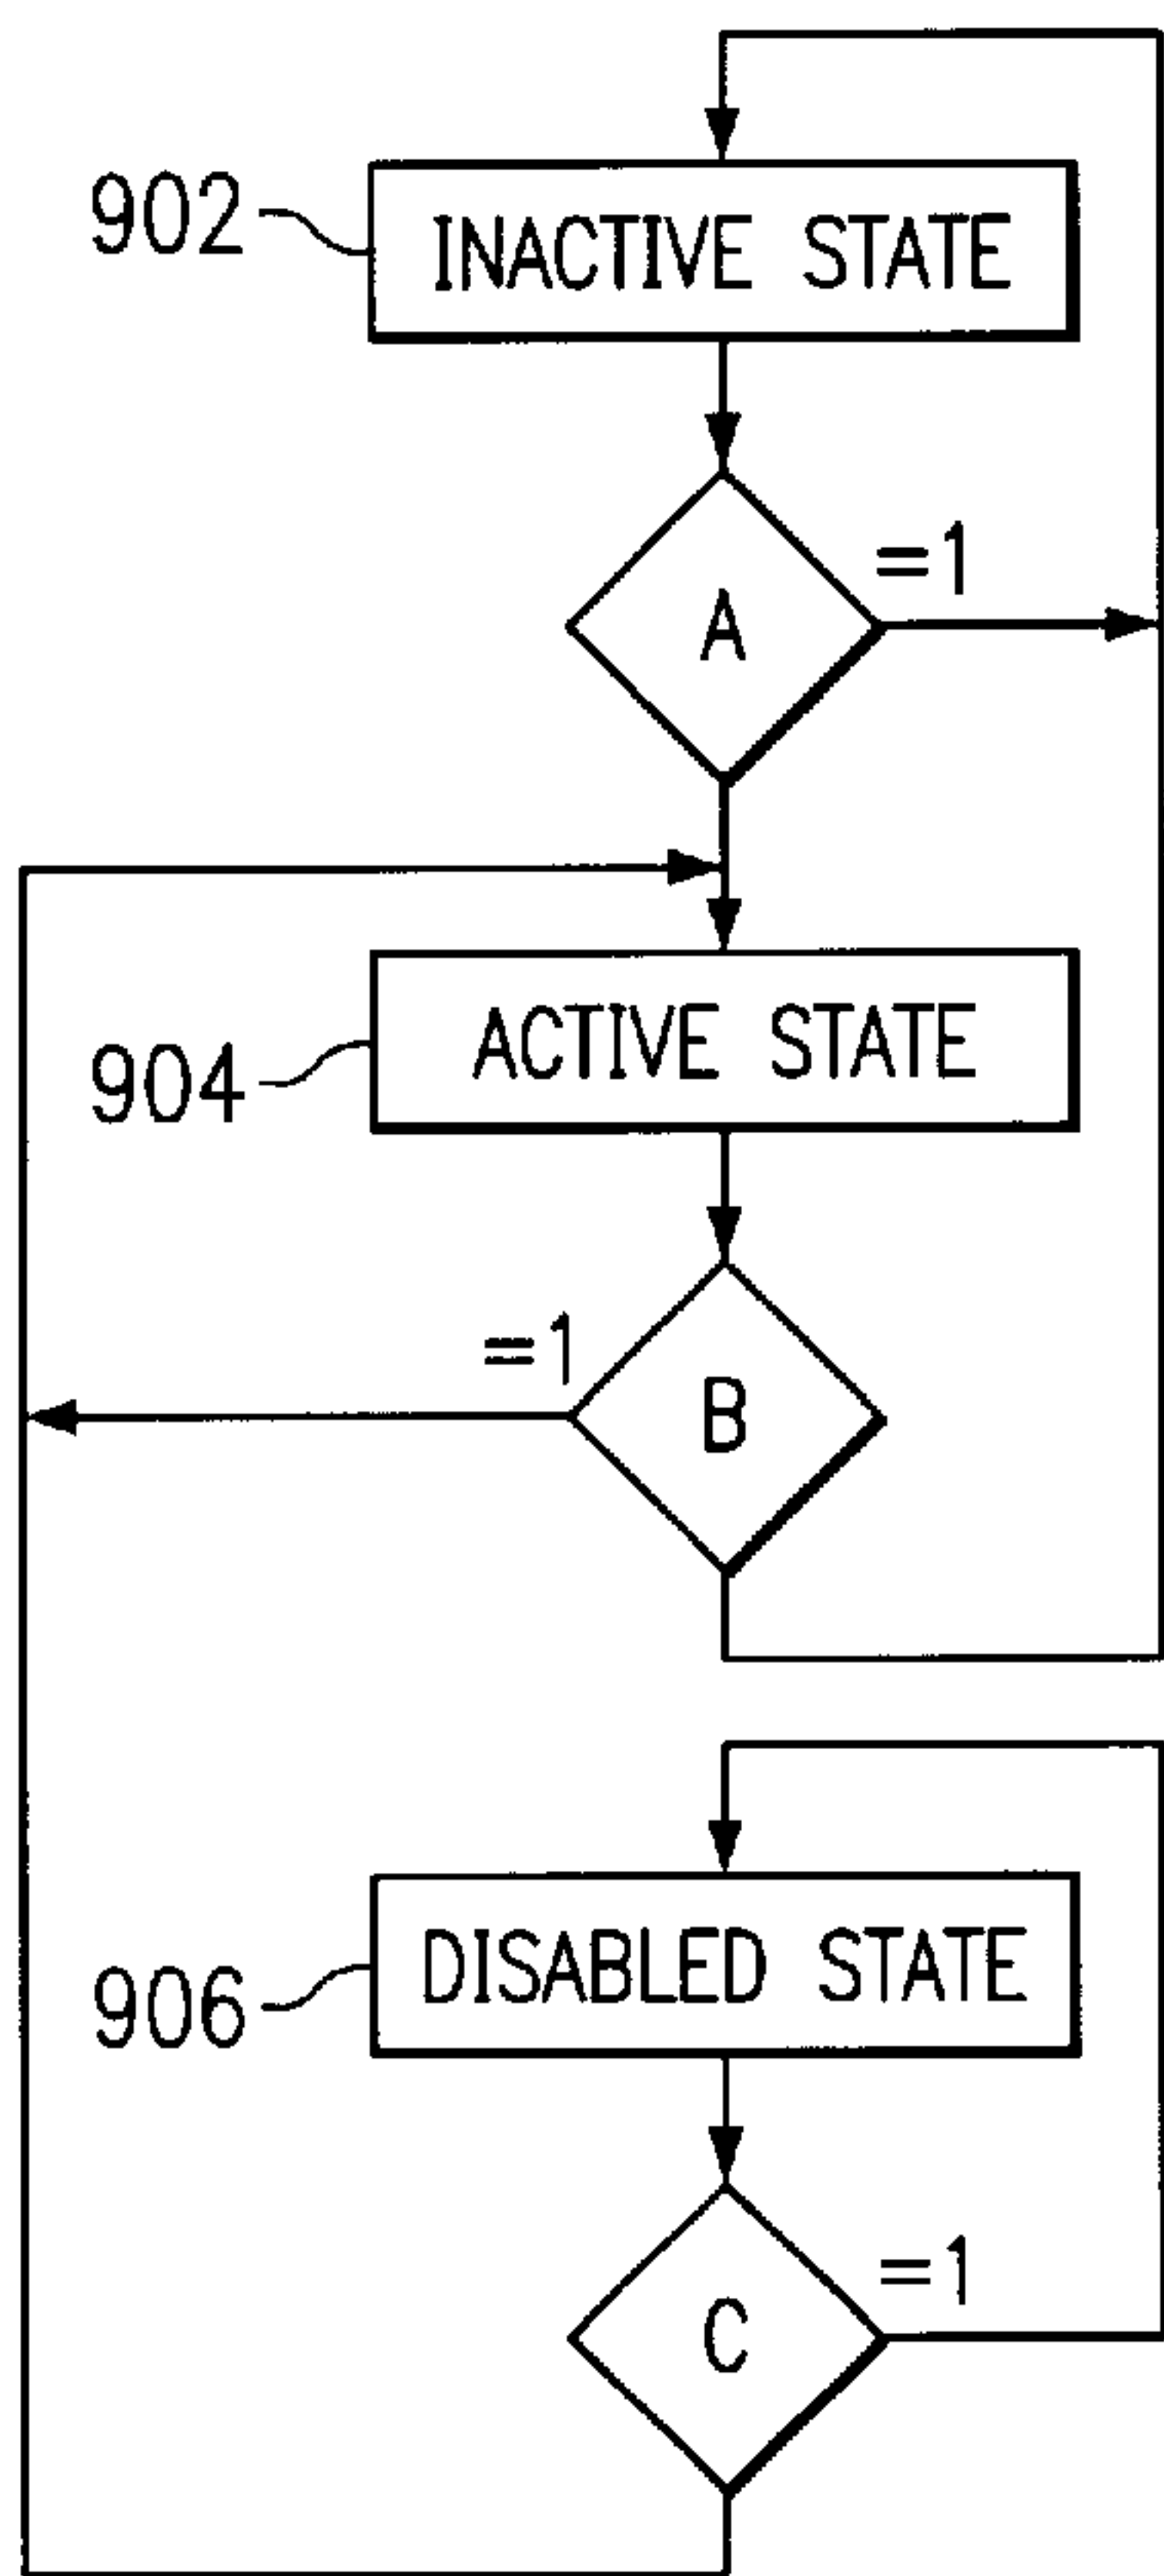 902
INACTIVE STATE
=1
A
904
ACTIVE STATE
=1
B
906
DISABLED STATE
=1
C